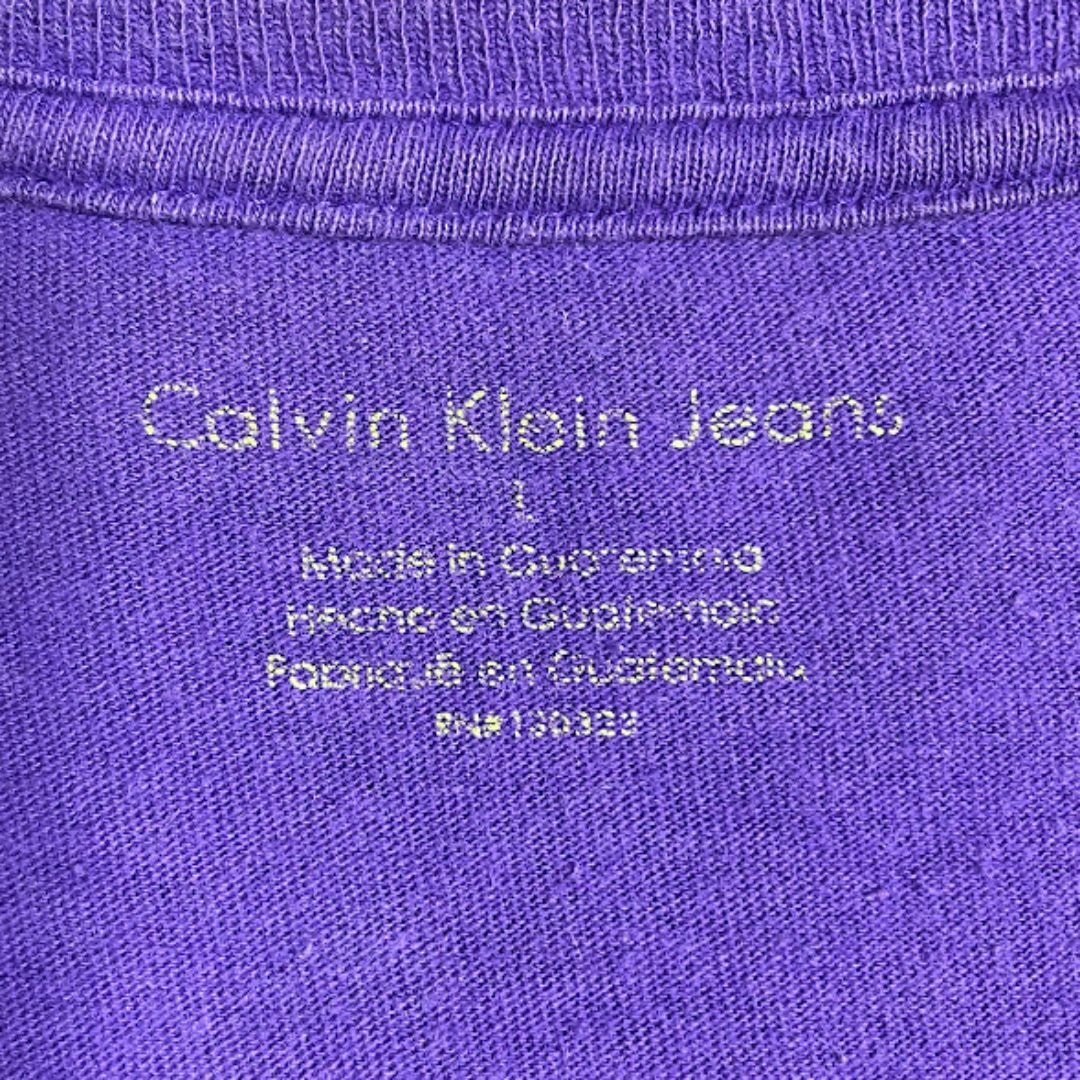 Calvin Klein Jeans
L
Made in Guatemala
Hecho en Guatemala
Fabriqué en Guatemala